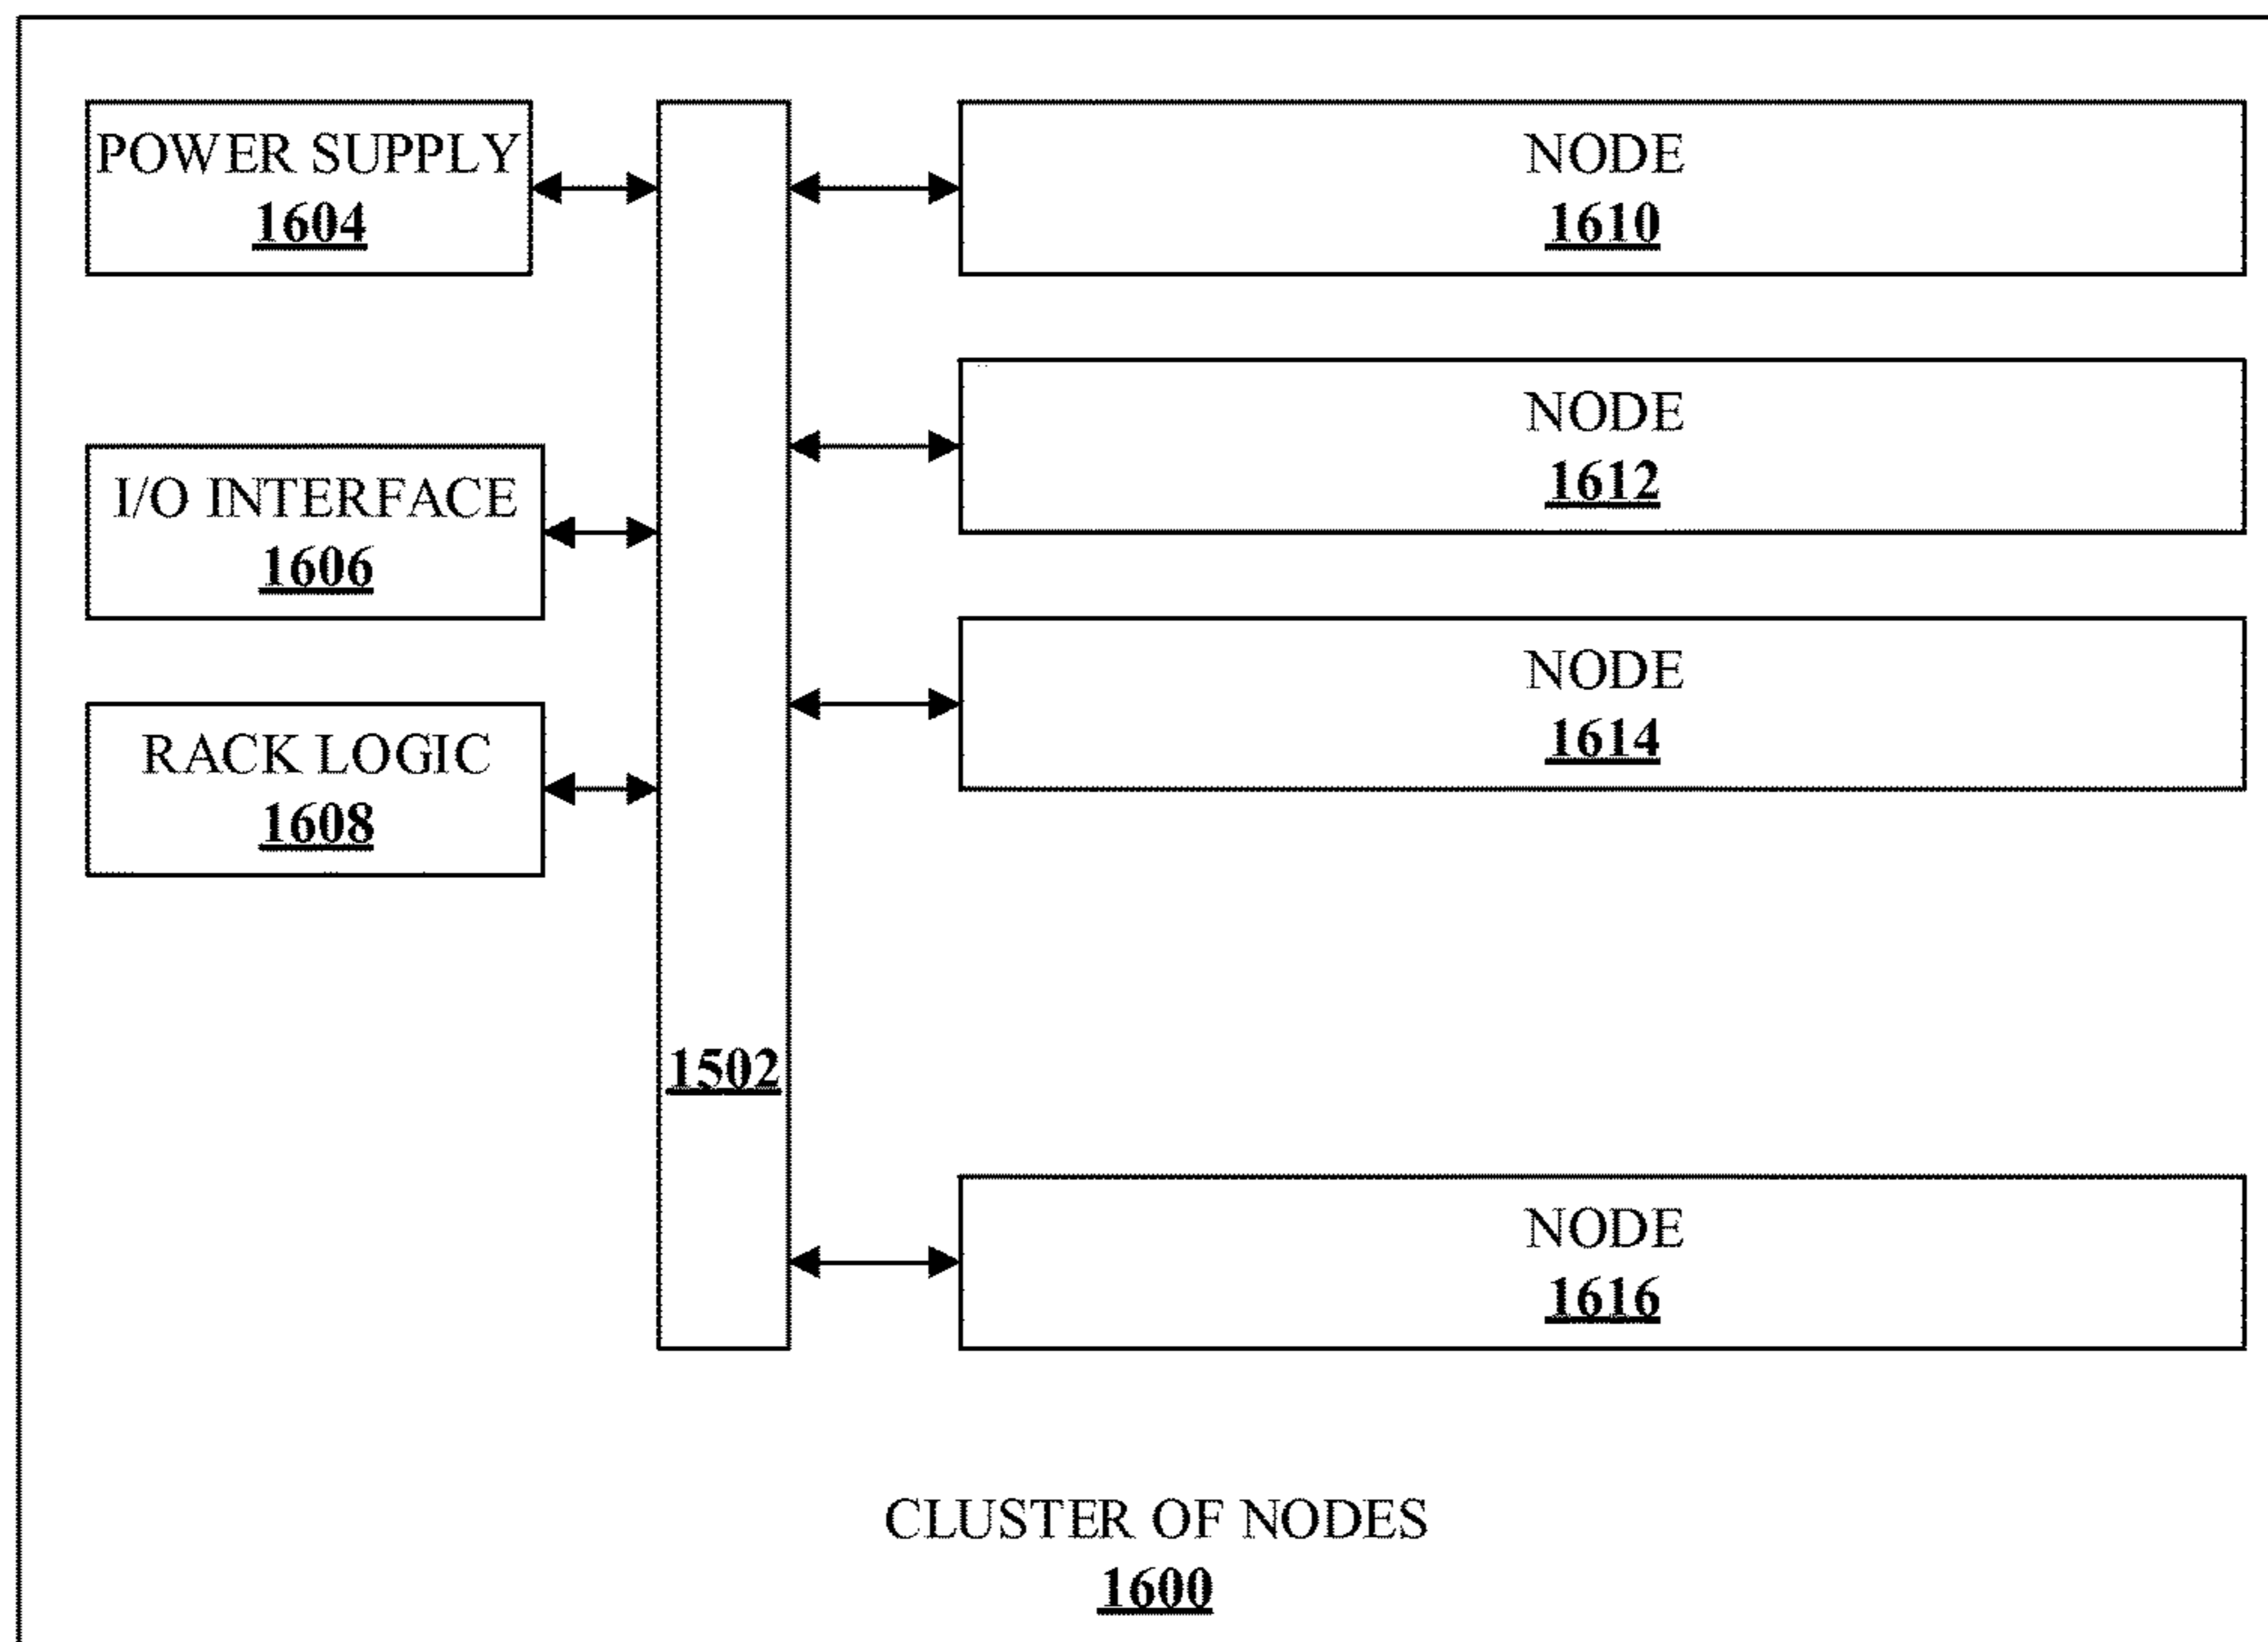 POWER SUPPLY
1604
NODE
1610
NODE
1612
I/O INTERFACE
1606
NODE
1614
RACK LOGIC
1608
1502
NODE
1616
CLUSTER OF NODES
1600